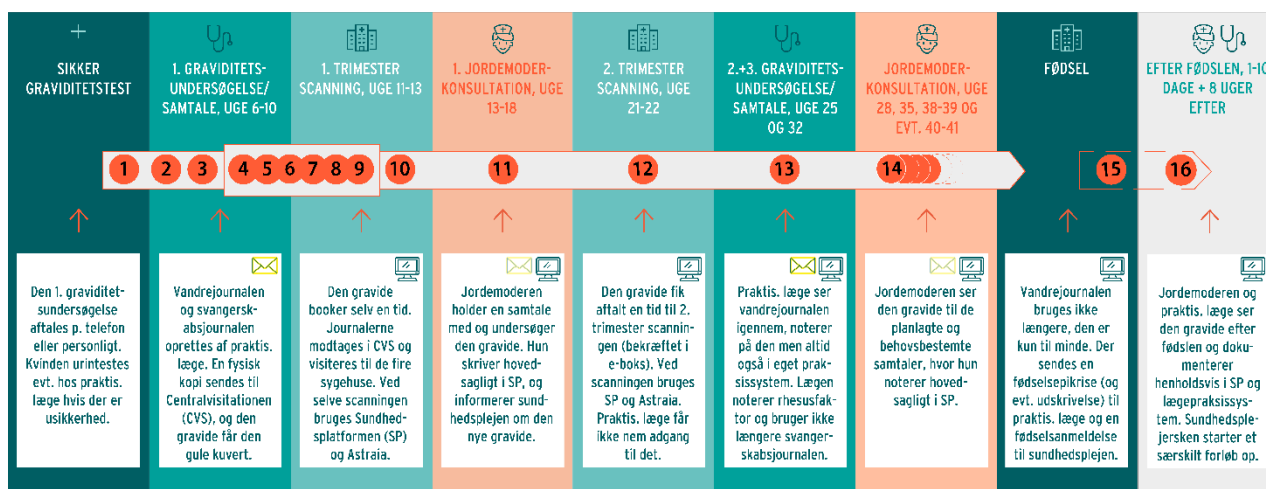 SIKKER
GRAVIDITETSTEST
1. GRAVIDITETS-
UNDERSØGELSE/
SAMTALE, UGE 6-10
1. TRIMESTER
SCANNING, UGE 11-13
1. JORDEMODER-
KONSULTATION, UGE
13-18
2. TRIMESTER
SCANNING, UGE
21-22
2.+3. GRAVIDITETS-
UNDERSØGELSE/
SAMTALE, UGE 25
OG 32
JORDEMODER-
KONSULTATION, UGE
28, 35, 38-39 OG
EVT. 40-41
FØDSEL
EFTER FØDSLEN, 1-10
DAGE + 8 UGER
EFTER
1 2 3 4 5 6 7 8 9 10 11 12 13 14 15 16
Den 1. graviditet-
sundersøgelse
aftales p. telefon
eller personligt.
Kvinden urintestes
evt. hos praktis.
læge hvis der er
usikkerhed.
Vandrejournalen
og svangersk-
absjournalen
oprettes af praktis.
læge. En fysisk
kopi sendes til
Centralvisitationen
(CVS), og den
gravide får den
gule kuvert.
Den gravide
booker selv en tid.
Journalerne
modtages i CVS og
visiteres til de fire
sygehuse. Ved
selve scanningen
bruges Sundhed-
splatformen (SP)
og Astraia.
Jordemoderen
holder en samtale
med og undersøger
den gravide. Hun
skriver hoved-
sagligt i SP, og
informerer sund-
hedsplejen om den
nye gravide.
Den gravide fik
aftalt en tid til 2.
trimester scannin-
gen (bekræftet i
e-boks). Ved
scanningen bruges
SP og Astraia.
Praktis. læge får
ikke nem adgang
til det.
Praktis. læge ser
vandrejournalen
igennem, noterer
på den men altid
også i eget prak-
sissystem. Lægen
noterer rhesusfak-
tor og bruger ikke
længere svanger-
skabsjournalen.
Jordemoderen ser
den gravide til de
planlagte og
behovsbestemte
samtaler, hvor hun
noterer hoved-
sagligt i SP.
Vandrejournalen
bruges ikke
længere, den er
kun til minde. Der
sendes en
fødselsepikrise (og
evt. udskrivelse) til
praktis. læge og en
fødselsanmeldelse
til sundhedsplejen.
Jordemoderen og
praktis. læge ser
den gravide efter
fødslen og doku-
menterer
henholdsvis i SP og
lægepraksissys-
tem. Sundhedsple-
jersken starter et
særskilt forløb op.